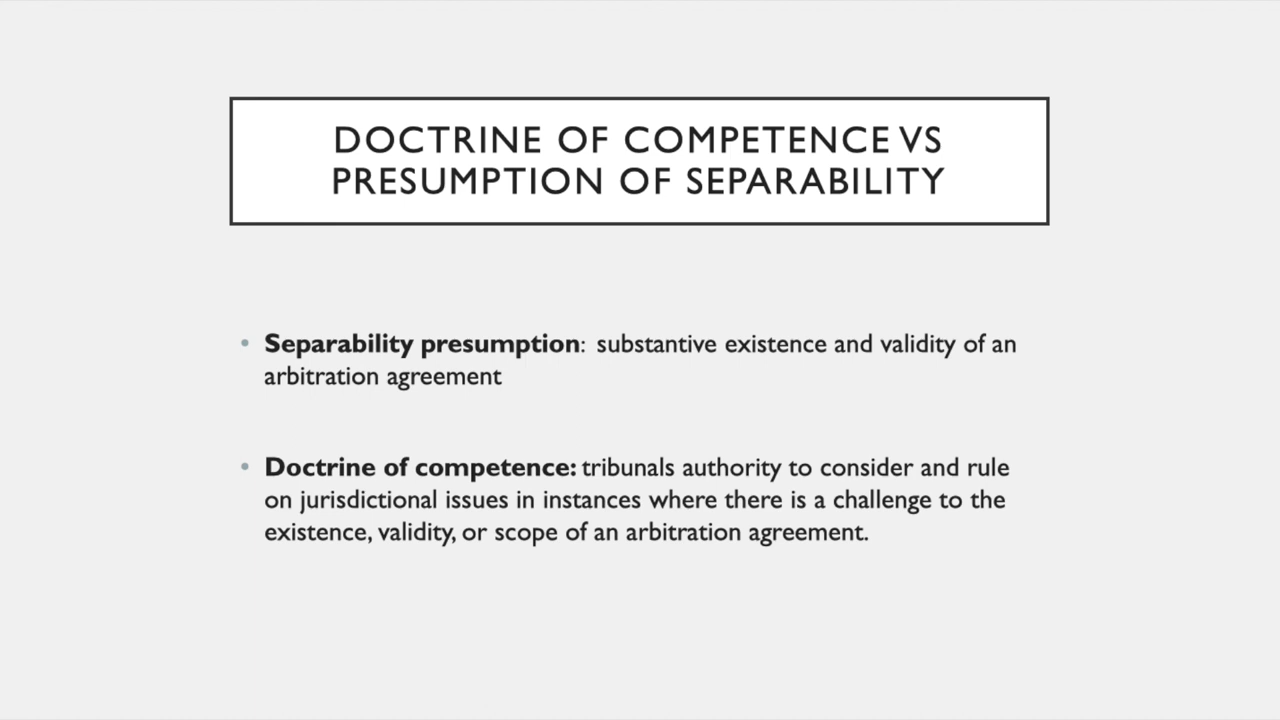 DOCTRINE OF COMPETENCE VS
PRESUMPTION OF SEPARABILITY
• Separability presumption: substantive existence and validity of an
arbitration agreement
• Doctrine of competence: tribunals authority to consider and rule
on jurisdictional issues in instances where there is a challenge to the
existence, validity, or scope of an arbitration agreement.